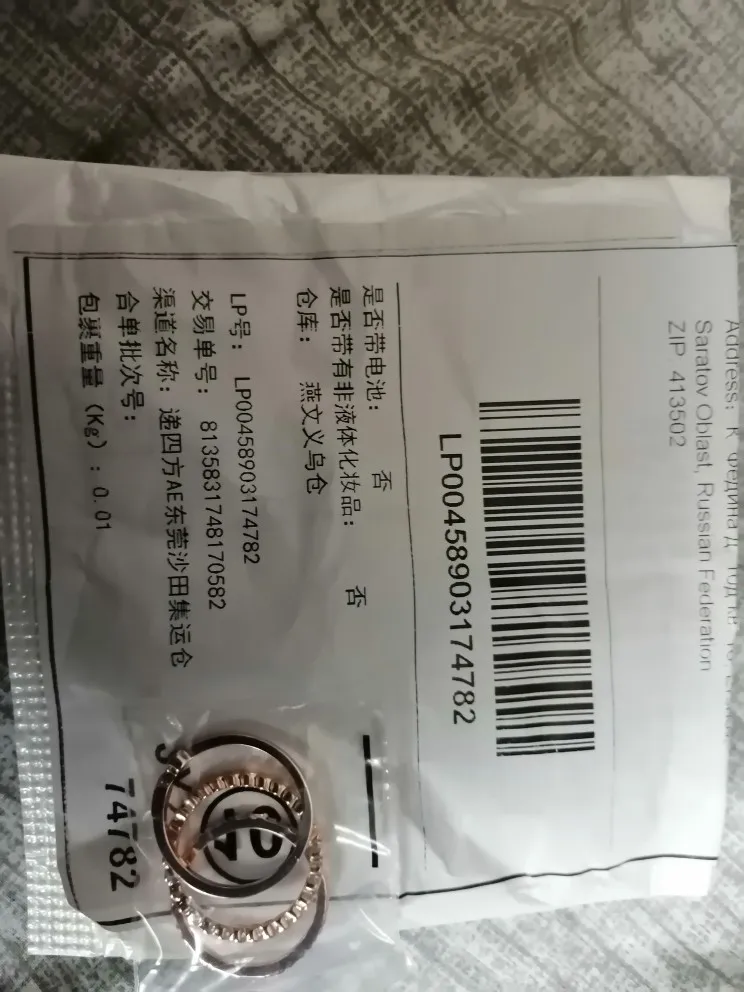 Address: К Федина д
Saratov Oblast, Russian Federation
ZIP 413502
LP00458903174782
是否带电池： 否
是否带有非液体化妆品： 否
仓库： 燕文义乌仓
LP号： LP00458903174782
交易单号： 8135831748170582
渠道名称：递四方AE东莞沙田集运仓
合单批次号：
包裹重量（Kg）: 0.01
74782